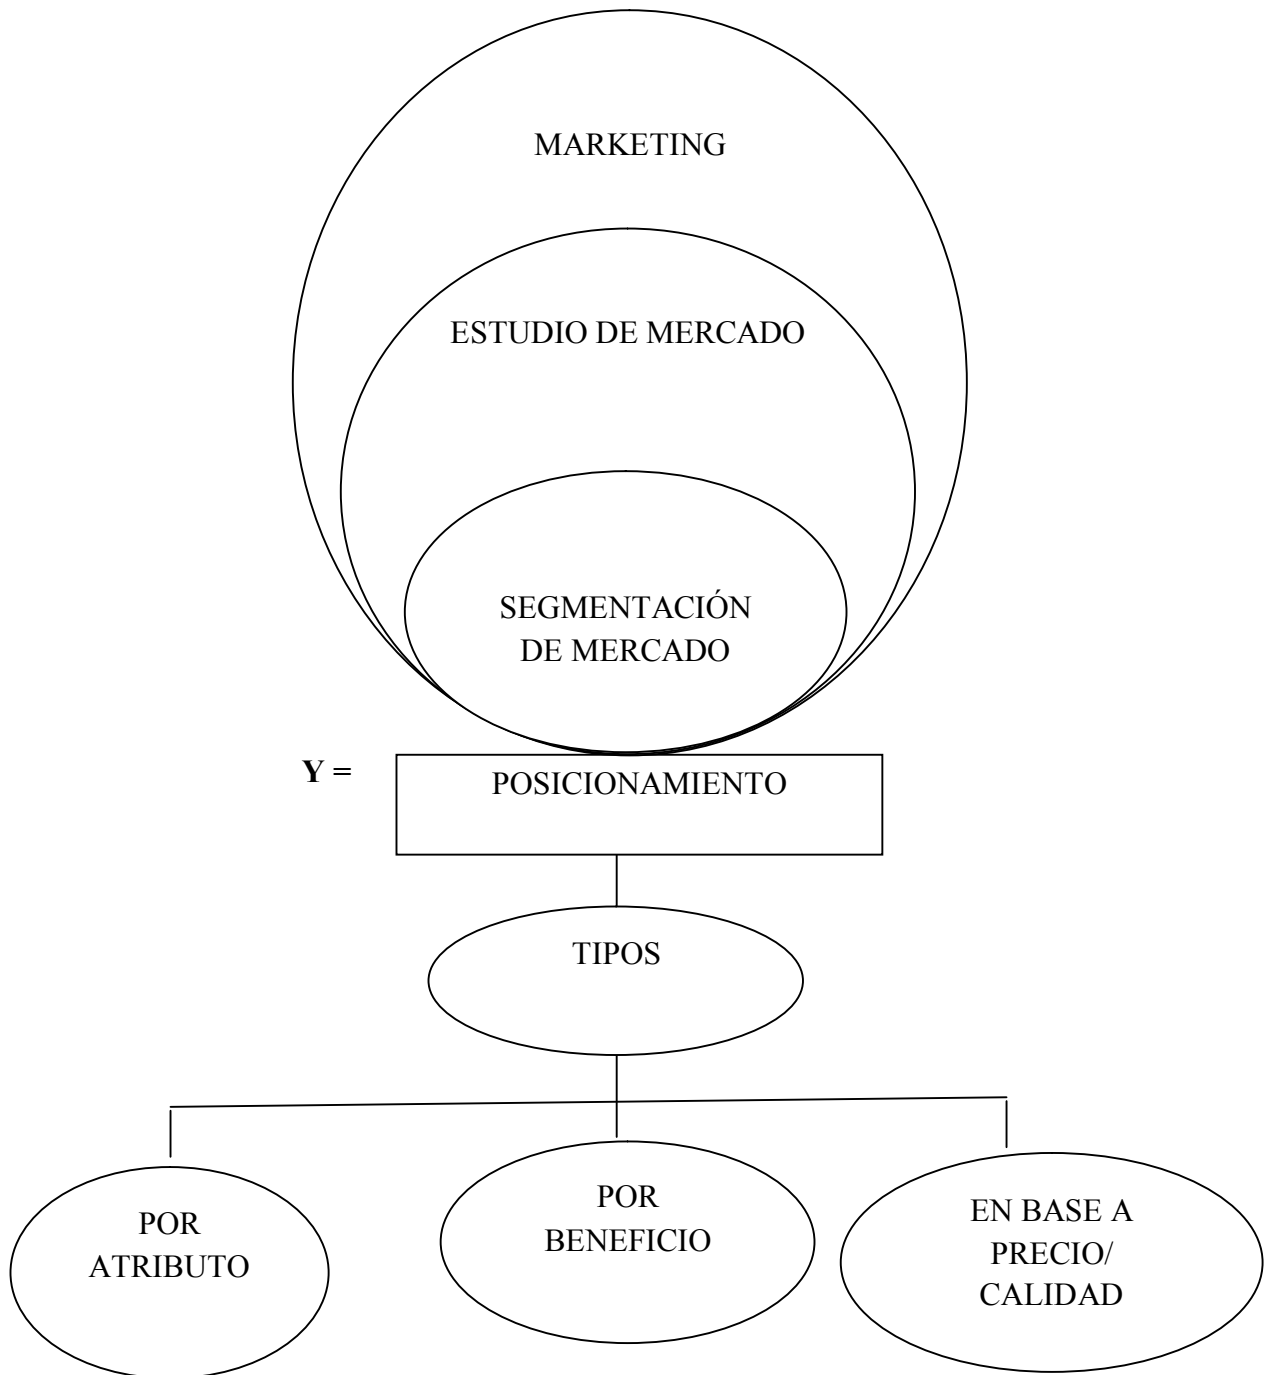 MARKETING
ESTUDIO DE MERCADO
SEGMENTACIÓN
DE MERCADO
Y =
POSICIONAMIENTO
TIPOS
POR
ATRIBUTO
POR
BENEFICIO
EN BASE A
PRECIO/
CALIDAD